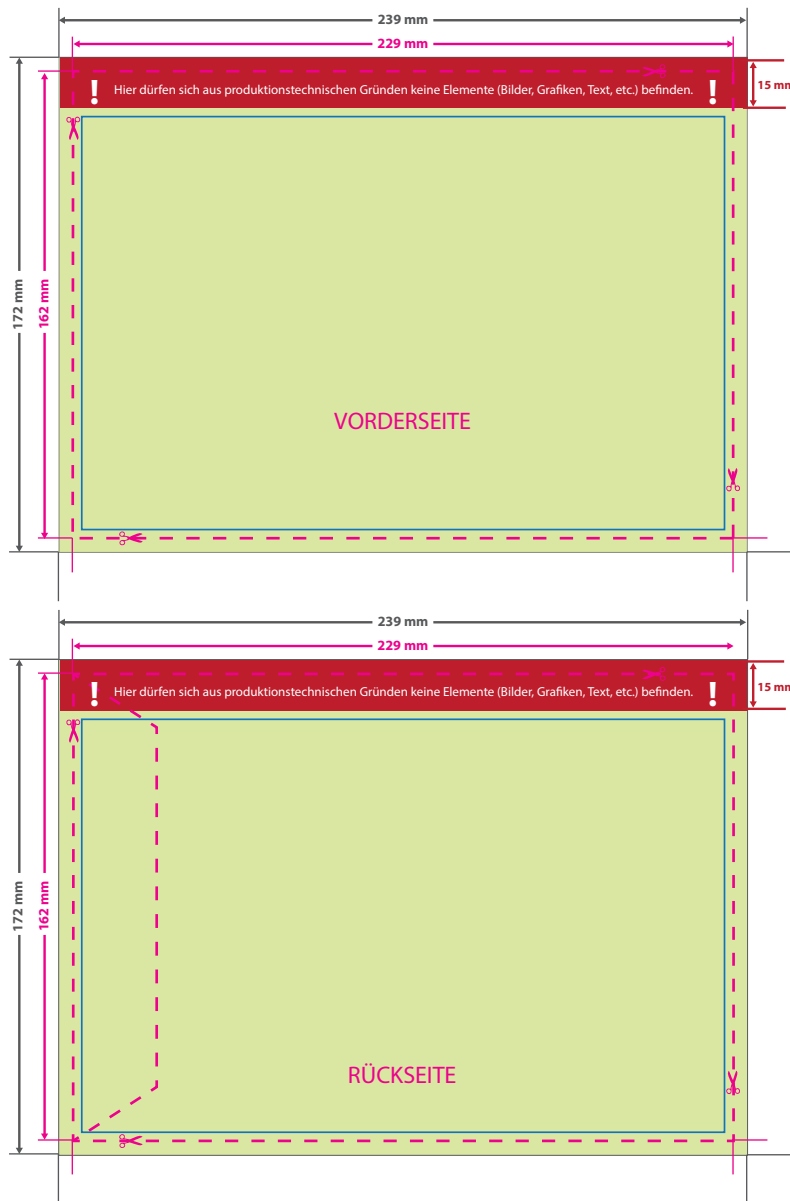 239 mm
229 mm
! Hier dürfen sich aus produktionstechnischen Gründen keine Elemente (Bilder, Grafiken, Text, etc.) befinden. !
15 mm
172 mm
162 mm
VORDERSEITE
239 mm
229 mm
! Hier dürfen sich aus produktionstechnischen Gründen keine Elemente (Bilder, Grafiken, Text, etc.) befinden. !
15 mm
172 mm
162 mm
RÜCKSEITE